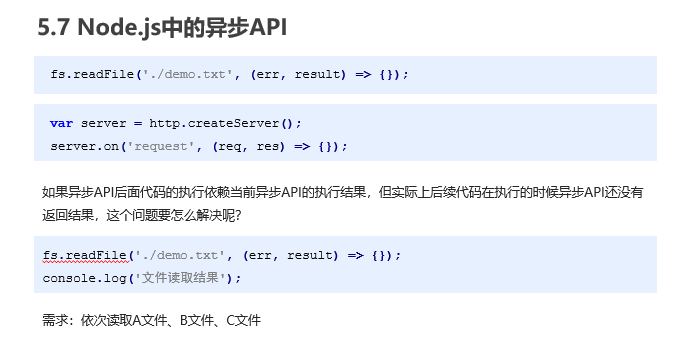 5.7 Node.js中的异步API
fs.readFile('./demo.txt', (err, result) => {});
var server = http.createServer();
server.on('request', (req, res) => {});
如果异步API后面代码的执行依赖当前异步API的执行结果，但实际上后续代码在执行的时候异步API还没有
返回结果，这个问题要怎么解决呢？
fs.readFile('./demo.txt', (err, result) => {});
console.log('文件读取结果');
需求：依次读取A文件、B文件、C文件